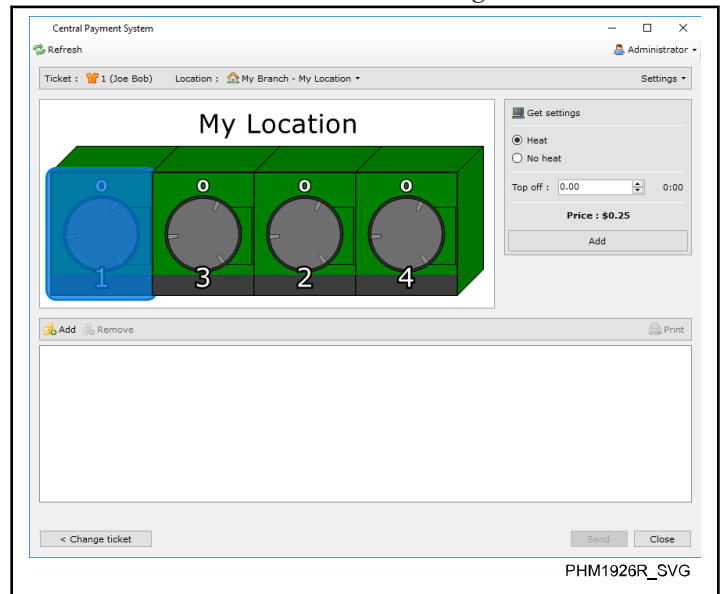 Central Payment System
Refresh
Administrator
Ticket : 1 (Joe Bob) Location : My Branch - My Location
Settings
My Location
0 0 0 0
1 3 2 4
Get settings
Heat
No heat
Top off : 0.00 0:00
Price : $0.25
Add
Add Remove
Print
< Change ticket
Send Close
PHM1926R_SVG